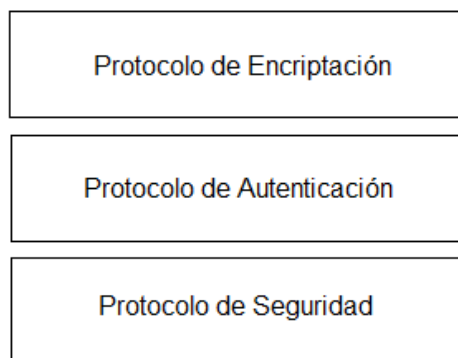 Protocolo de Encriptación
Protocolo de Autenticación
Protocolo de Seguridad